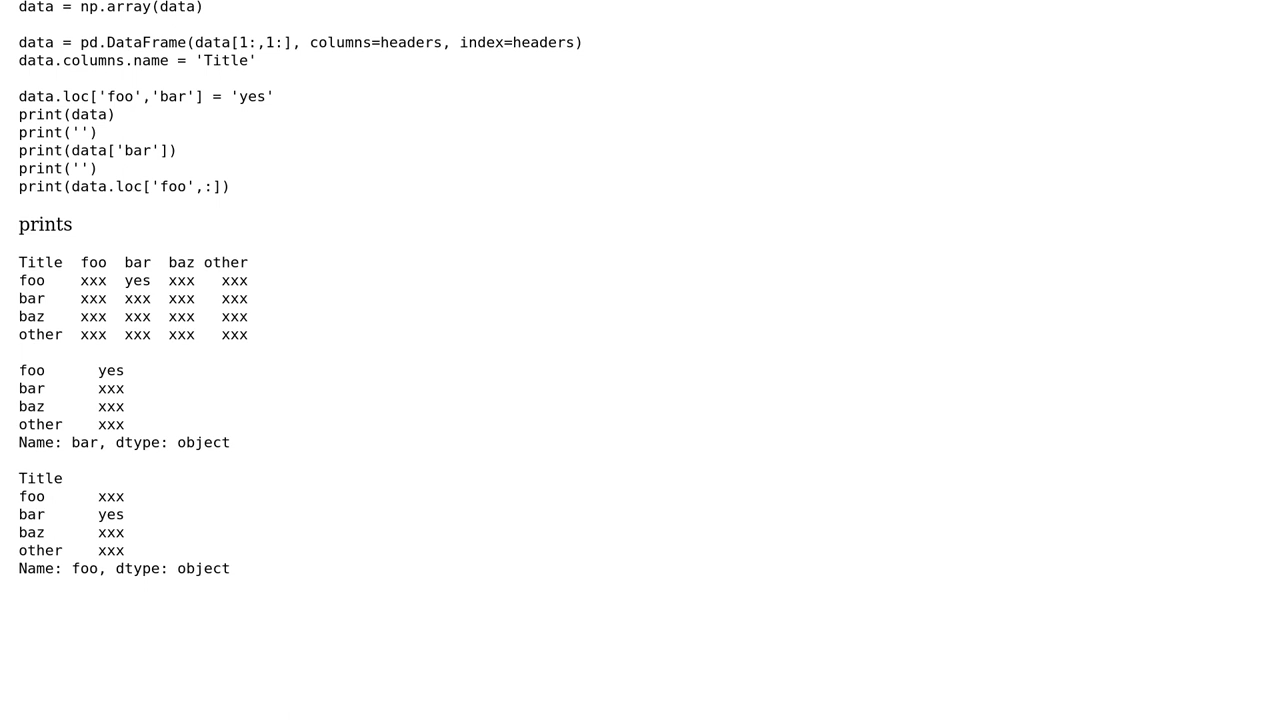 data = np.array(data)
data = pd.DataFrame(data[1:,1:], columns=headers, index=headers)
data.columns.name = 'Title'
data.loc['foo','bar'] = 'yes'
print(data)
print('')
print(data['bar'])
print('')
print(data.loc['foo',:])
prints
Title  foo  bar  baz other
foo    xxx  yes  xxx   xxx
bar    xxx  xxx  xxx   xxx
baz    xxx  xxx  xxx   xxx
other  xxx  xxx  xxx   xxx
foo      yes
bar      xxx
baz      xxx
other    xxx
Name: bar, dtype: object
Title
foo      xxx
bar      yes
baz      xxx
other    xxx
Name: foo, dtype: object